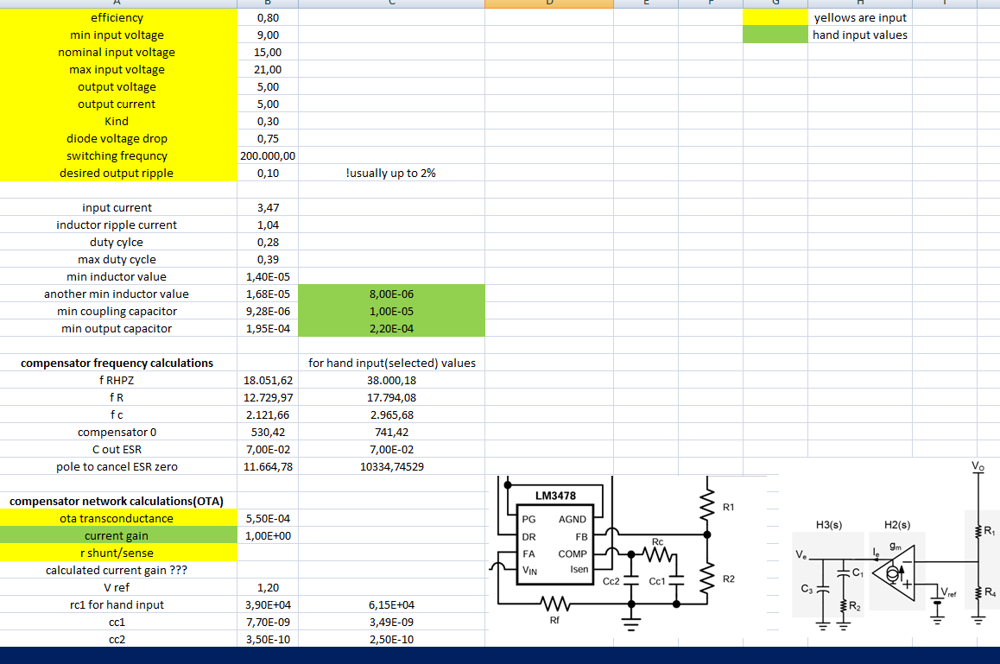 A B C D E F G H I
efficiency 0,80 yellows are input
min input voltage 9,00 hand input values
nominal input voltage 15,00
max input voltage 21,00
output voltage 5,00
output current 5,00
Kind 0,30
diode voltage drop 0,75
switching frequncy 200.000,00
desired output ripple 0,10 !usually up to 2%
input current 3,47
inductor ripple current 1,04
duty cylce 0,28
max duty cycle 0,39
min inductor value 1,40E-05
another min inductor value 1,68E-05 8,00E-06
min coupling capacitor 9,28E-06 1,00E-05
min output capacitor 1,95E-04 2,20E-04
compensator frequency calculations for hand input(selected) values
f RHPZ 18.051,62 38.000,18
f R 12.729,97 17.794,08
f c 2.121,66 2.965,68
compensator 0 530,42 741,42
C out ESR 7,00E-02 7,00E-02
pole to cancel ESR zero 11.664,78 10334,74529
compensator network calculations(OTA)
ota transconductance 5,50E-04
current gain 1,00E+00
r shunt/sense
calculated current gain ???
V ref 1,20
rc1 for hand input 3,90E+04 6,15E+04
cc1 7,70E-09 3,49E-09
cc2 3,50E-10 2,50E-10
LM3478
PG AGND
DR FB
FA COMP
VIN Isen
R1
Rc
R2
Cc2 Cc1
Rf
Vo
H3(s) H2(s)
R1
Ve Ie gm
C1
C3
R2
Vref
R4